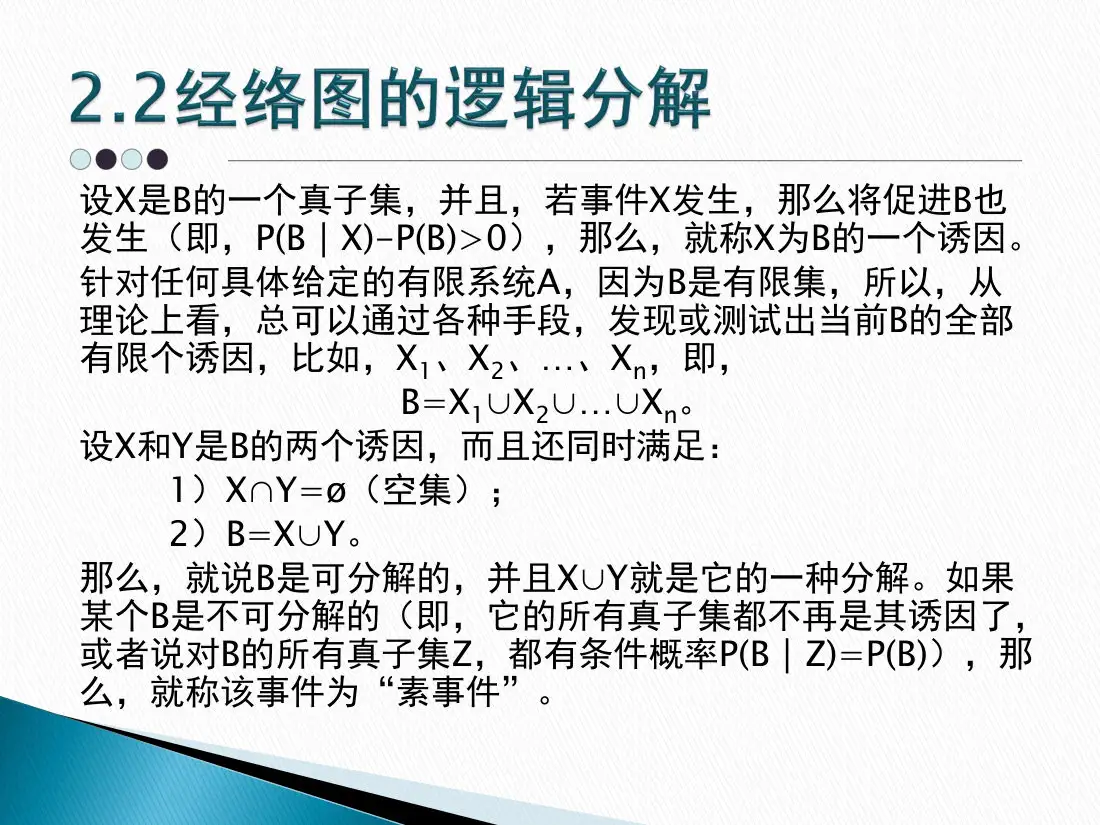 2.2经络图的逻辑分解
设X是B的一个真子集，并且，若事件X发生，那么将促进B也
发生（即，P(B | X)-P(B)>0），那么，就称X为B的一个诱因。
针对任何具体给定的有限系统A，因为B是有限集，所以，从
理论上看，总可以通过各种手段，发现或测试出当前B的全部
有限个诱因，比如，X₁、X₂、…、Xₙ，即，
B=X₁∪X₂∪…∪Xₙ。
设X和Y是B的两个诱因，而且还同时满足：
1）X∩Y=ø（空集）；
2）B=X∪Y。
那么，就说B是可分解的，并且X∪Y就是它的一种分解。如果
某个B是不可分解的（即，它的所有真子集都不再是其诱因了，
或者说对B的所有真子集Z，都有条件概率P(B | Z)=P(B)），那
么，就称该事件为“素事件”。